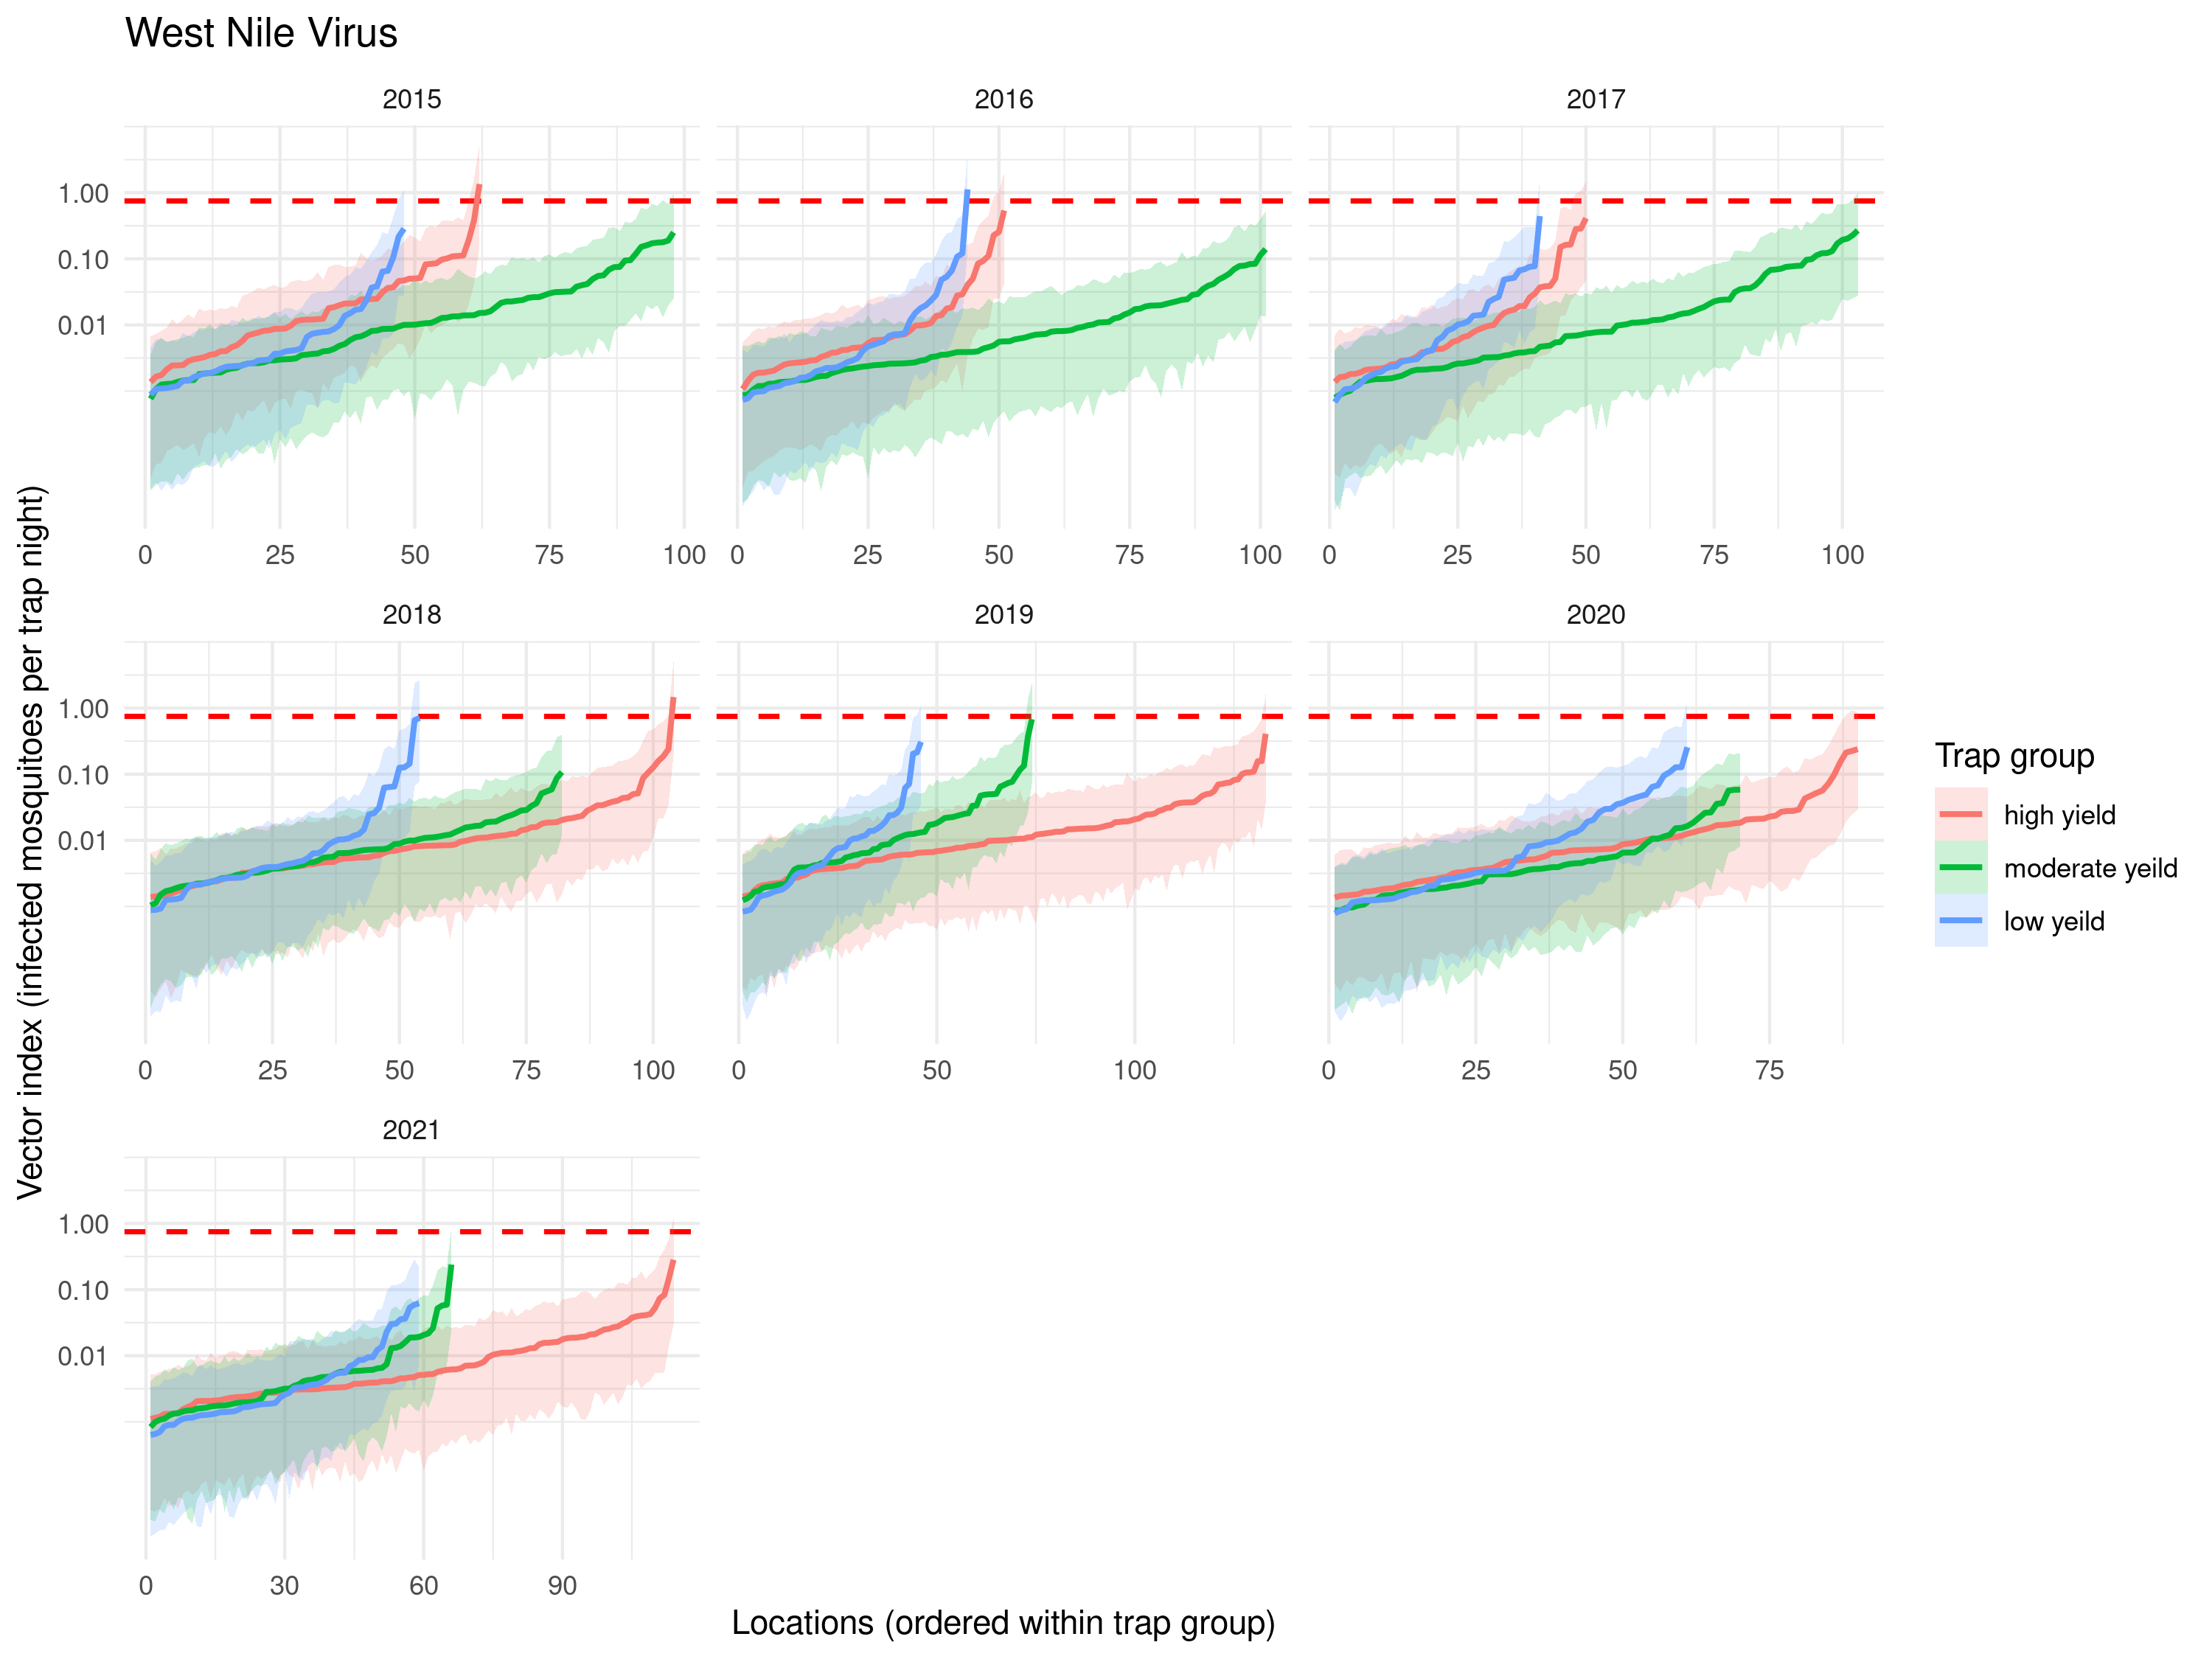 West Nile Virus
2015 2016 2017
1.00
0.10
0.01
0 25 50 75 100 0 25 50 75 100 0 25 50 75 100
2018 2019 2020
1.00
0.10
0.01
0 25 50 75 100 0 50 100 0 25 50 75
2021
1.00
0.10
0.01
0 30 60 90
Locations (ordered within trap group)
Vector index (infected mosquitoes per trap night)
Trap group
high yield
moderate yeild
low yeild